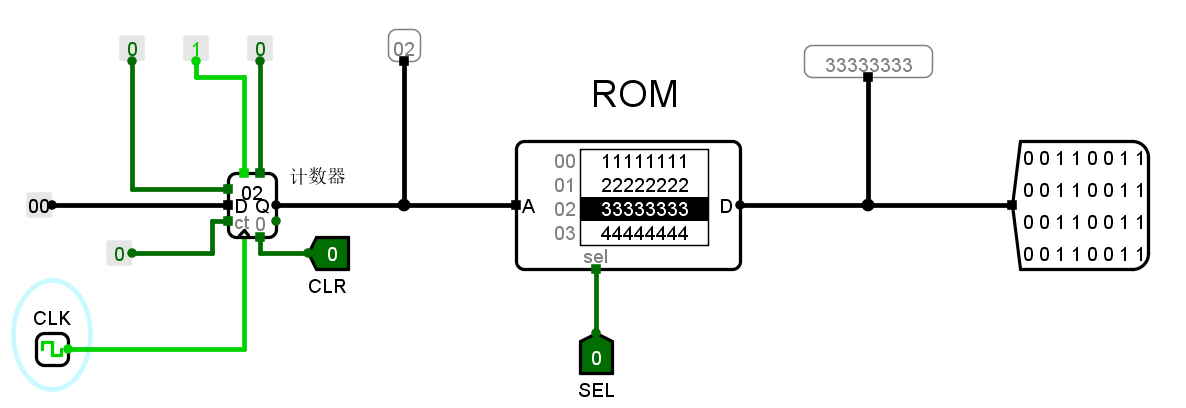 0
1
0
02
33333333
ROM
计数器
00
02
D Q
ct 0
0
0
CLR
CLK
A
00 11111111
01 22222222
02 33333333
03 44444444
D
sel
0
SEL
0 0 1 1 0 0 1 1
0 0 1 1 0 0 1 1
0 0 1 1 0 0 1 1
0 0 1 1 0 0 1 1